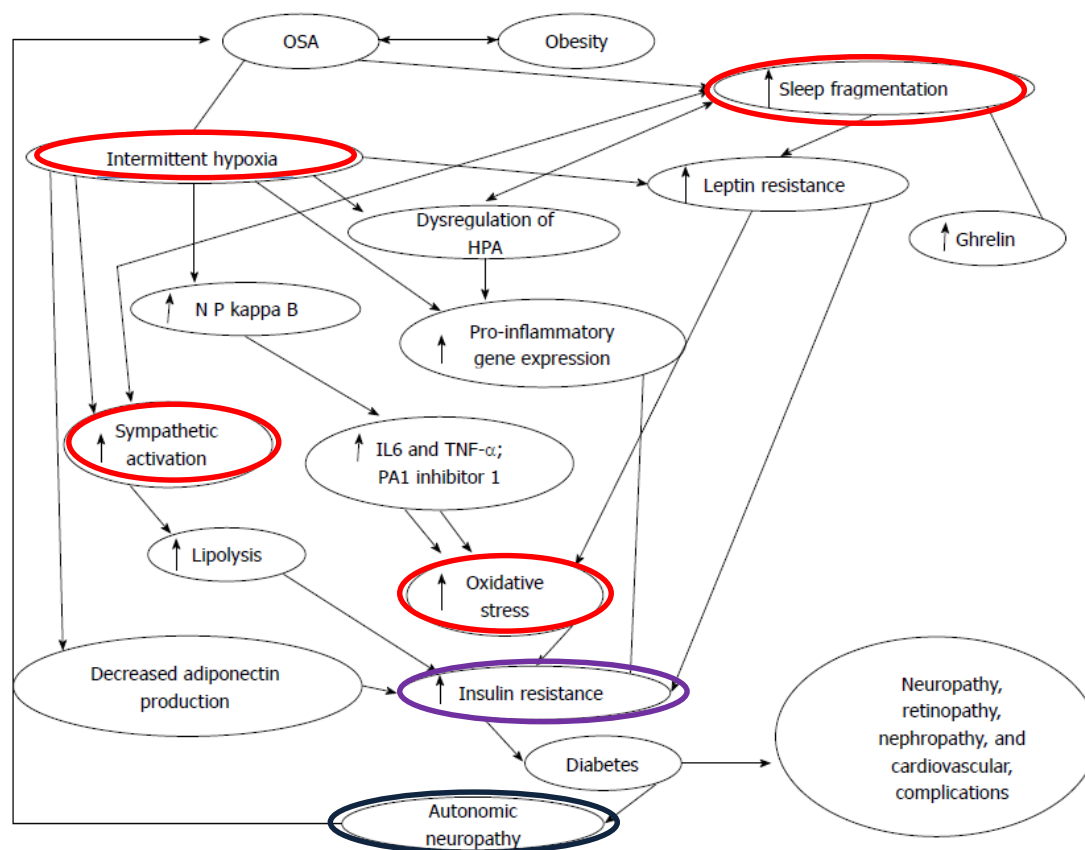 OSA
Obesity
Sleep fragmentation
Intermittent hypoxia
Leptin resistance
Dysregulation of
HPA
Ghrelin
N P kappa B
Pro-inflammatory
gene expression
Sympathetic
activation
IL6 and TNF-α;
PA1 inhibitor 1
Lipolysis
Oxidative
stress
Decreased adiponectin
production
Insulin resistance
Neuropathy,
retinopathy,
nephropathy, and
cardiovascular,
complications
Diabetes
Autonomic
neuropathy